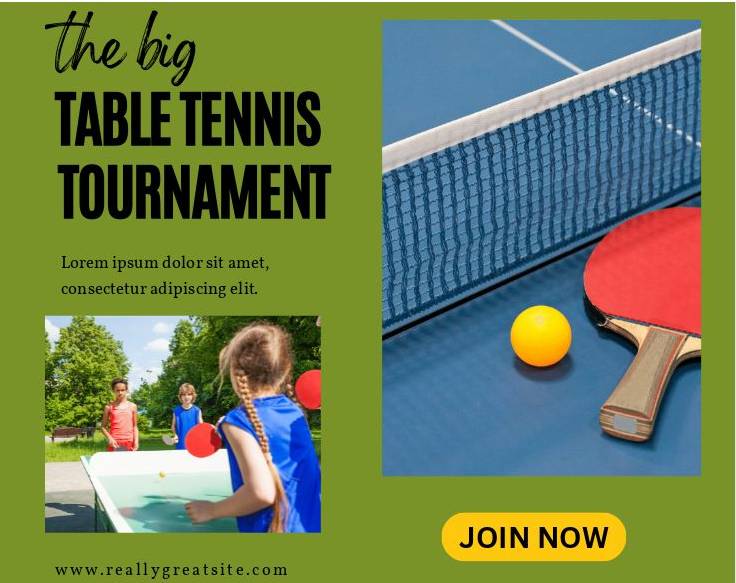 the big
TABLE TENNIS
TOURNAMENT
Lorem ipsum dolor sit amet,
consectetur adipiscing elit.
www.reallygreatsite.com
JOIN NOW